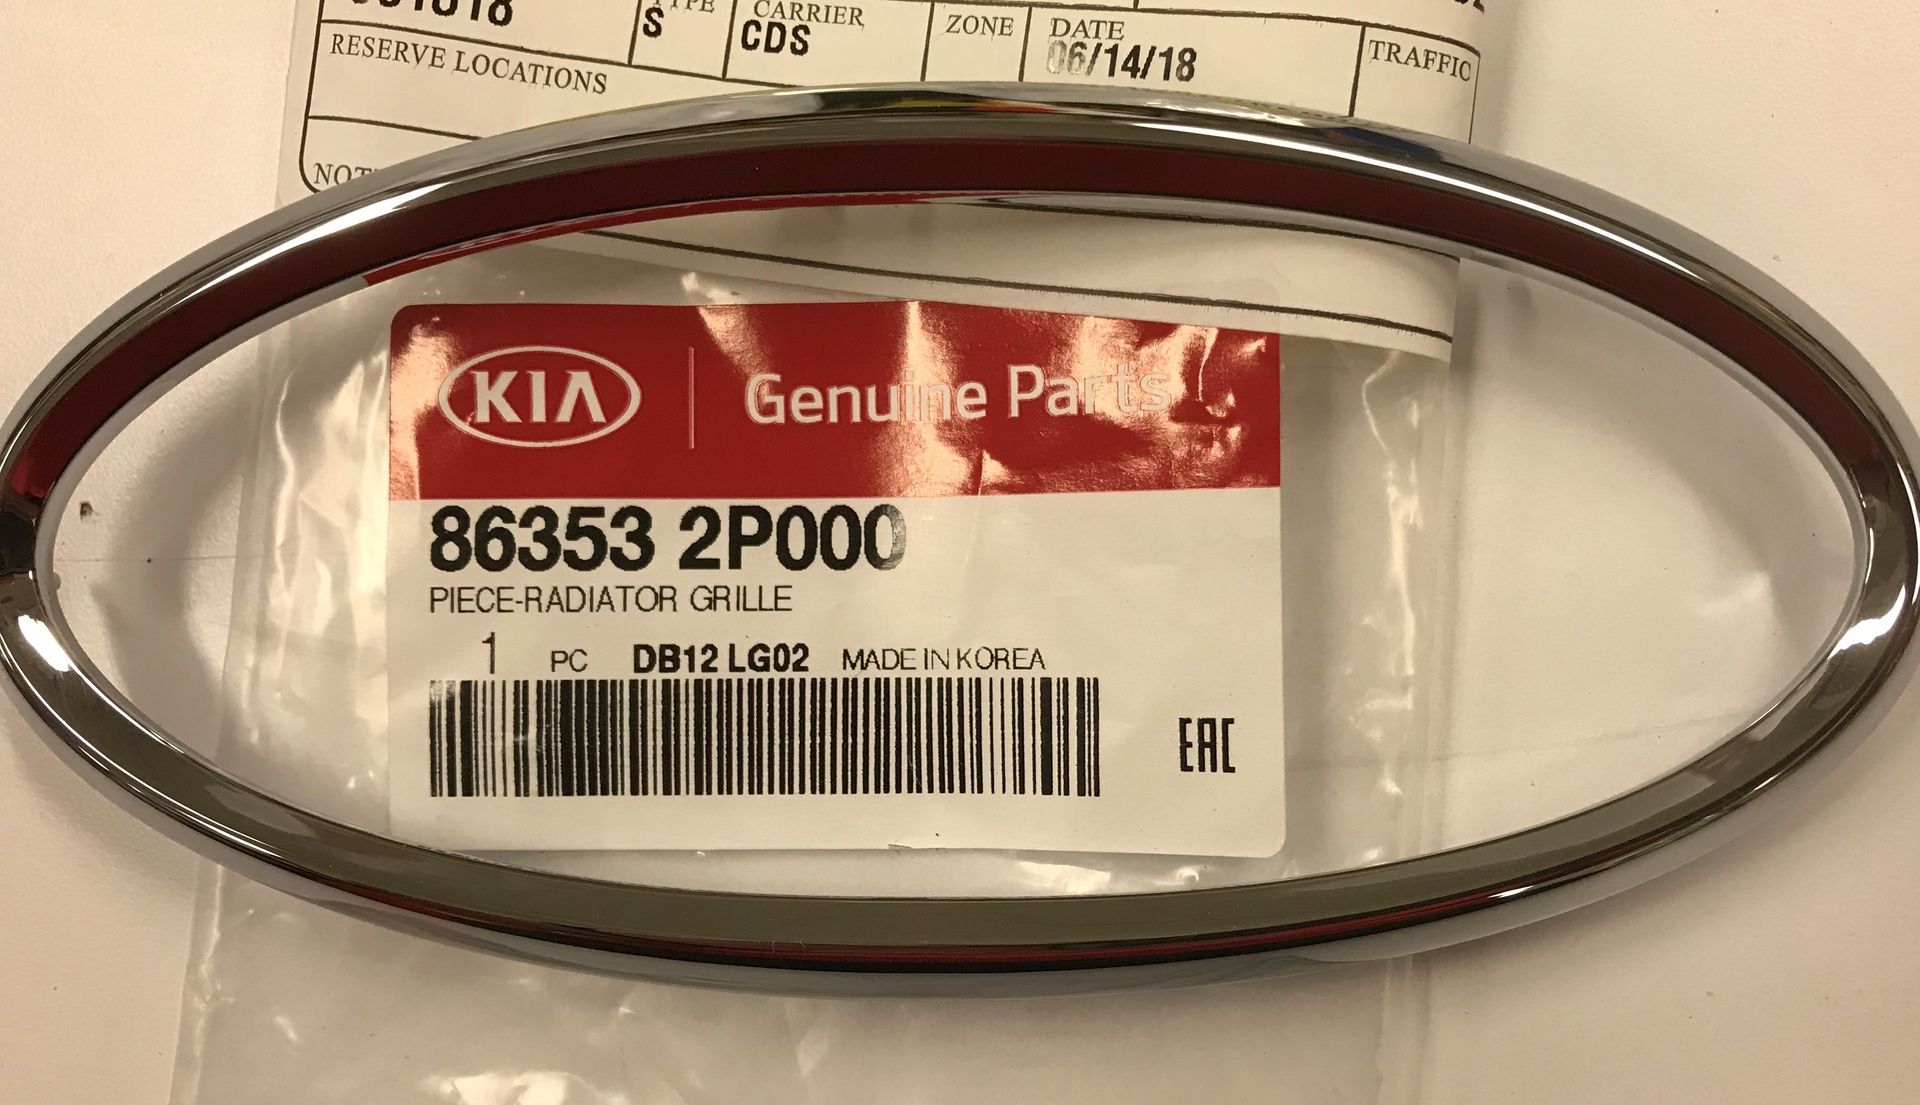 TYPE
S
CARRIER
CDS
ZONE
DATE
06/14/18
TRAFFIC
RESERVE LOCATIONS
KIA Genuine Parts
86353 2P000
PIECE-RADIATOR GRILLE
1 PC DB12 LG02 MADE IN KOREA
EAC